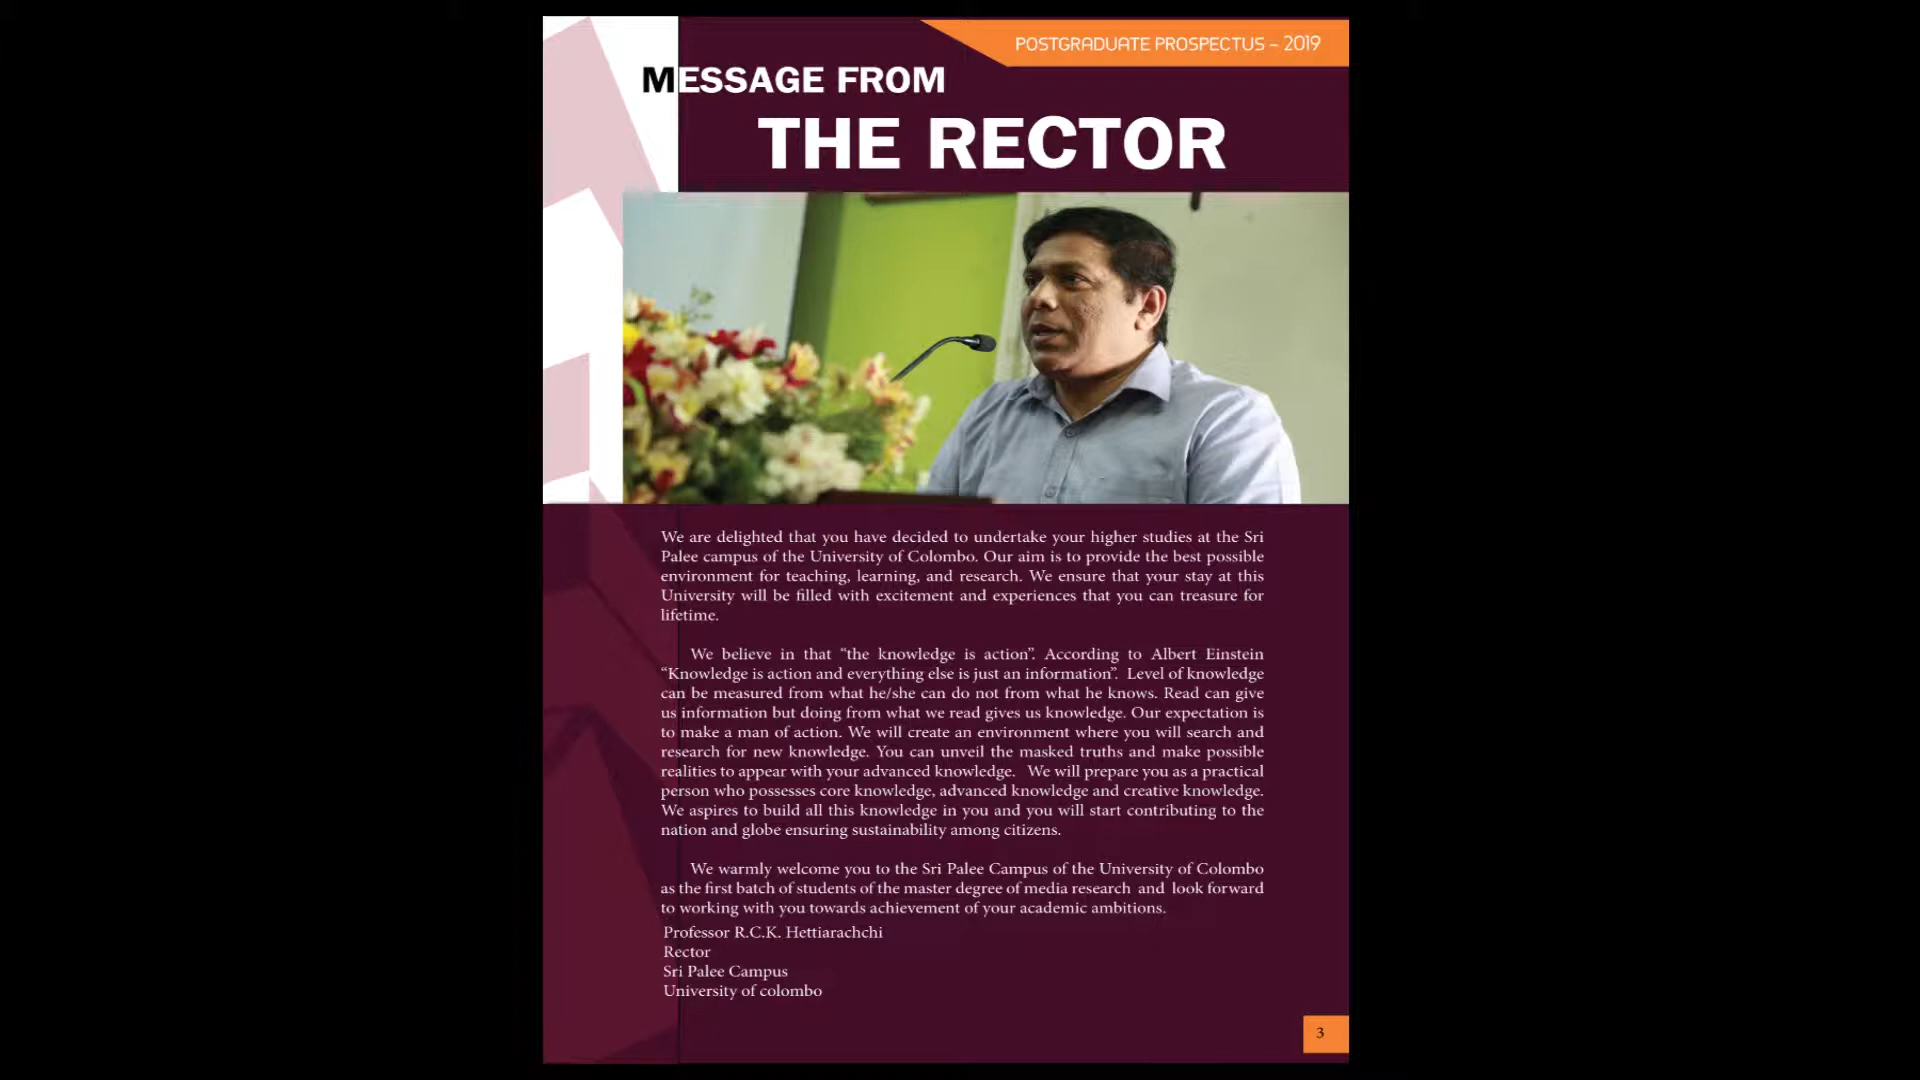 POSTGRADUATE PROSPECTUS – 2019
MESSAGE FROM
THE RECTOR
We are delighted that you have decided to undertake your higher studies at the Sri
Palee campus of the University of Colombo. Our aim is to provide the best possible
environment for teaching, learning, and research. We ensure that your stay at this
University will be filled with excitement and experiences that you can treasure for
lifetime.
We believe in that “the knowledge is action”. According to Albert Einstein
“Knowledge is action and everything else is just an information”. Level of knowledge
can be measured from what he/she can do not from what he knows. Read can give
us information but doing from what we read gives us knowledge. Our expectation is
to make a man of action. We will create an environment where you will search and
research for new knowledge. You can unveil the masked truths and make possible
realities to appear with your advanced knowledge. We will prepare you as a practical
person who possesses core knowledge, advanced knowledge and creative knowledge.
We aspires to build all this knowledge in you and you will start contributing to the
nation and globe ensuring sustainability among citizens.
We warmly welcome you to the Sri Palee Campus of the University of Colombo
as the first batch of students of the master degree of media research and look forward
to working with you towards achievement of your academic ambitions.
Professor R.C.K. Hettiarachchi
Rector
Sri Palee Campus
University of colombo
3